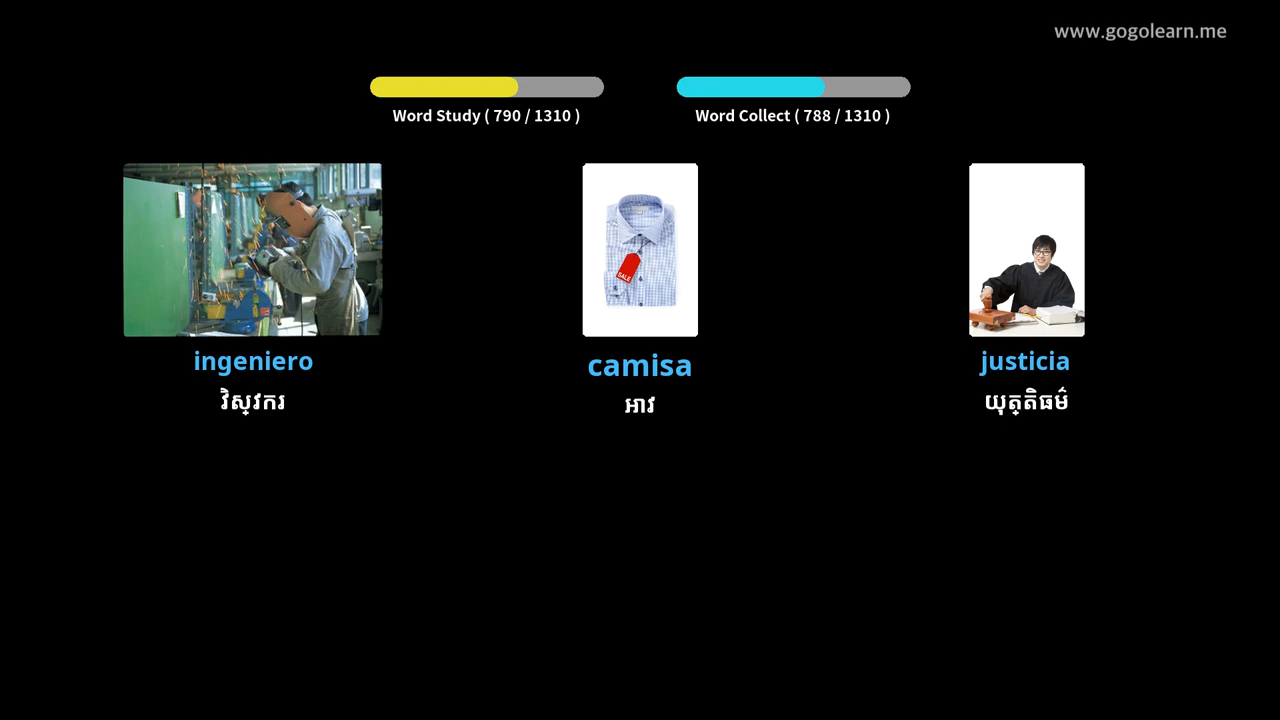 www.gogolearn.me
Word Study ( 790 / 1310 )
Word Collect ( 788 / 1310 )
SALE
ingeniero
camisa
justicia
វិស្វករ
អាវ
យុត្តិធម៌